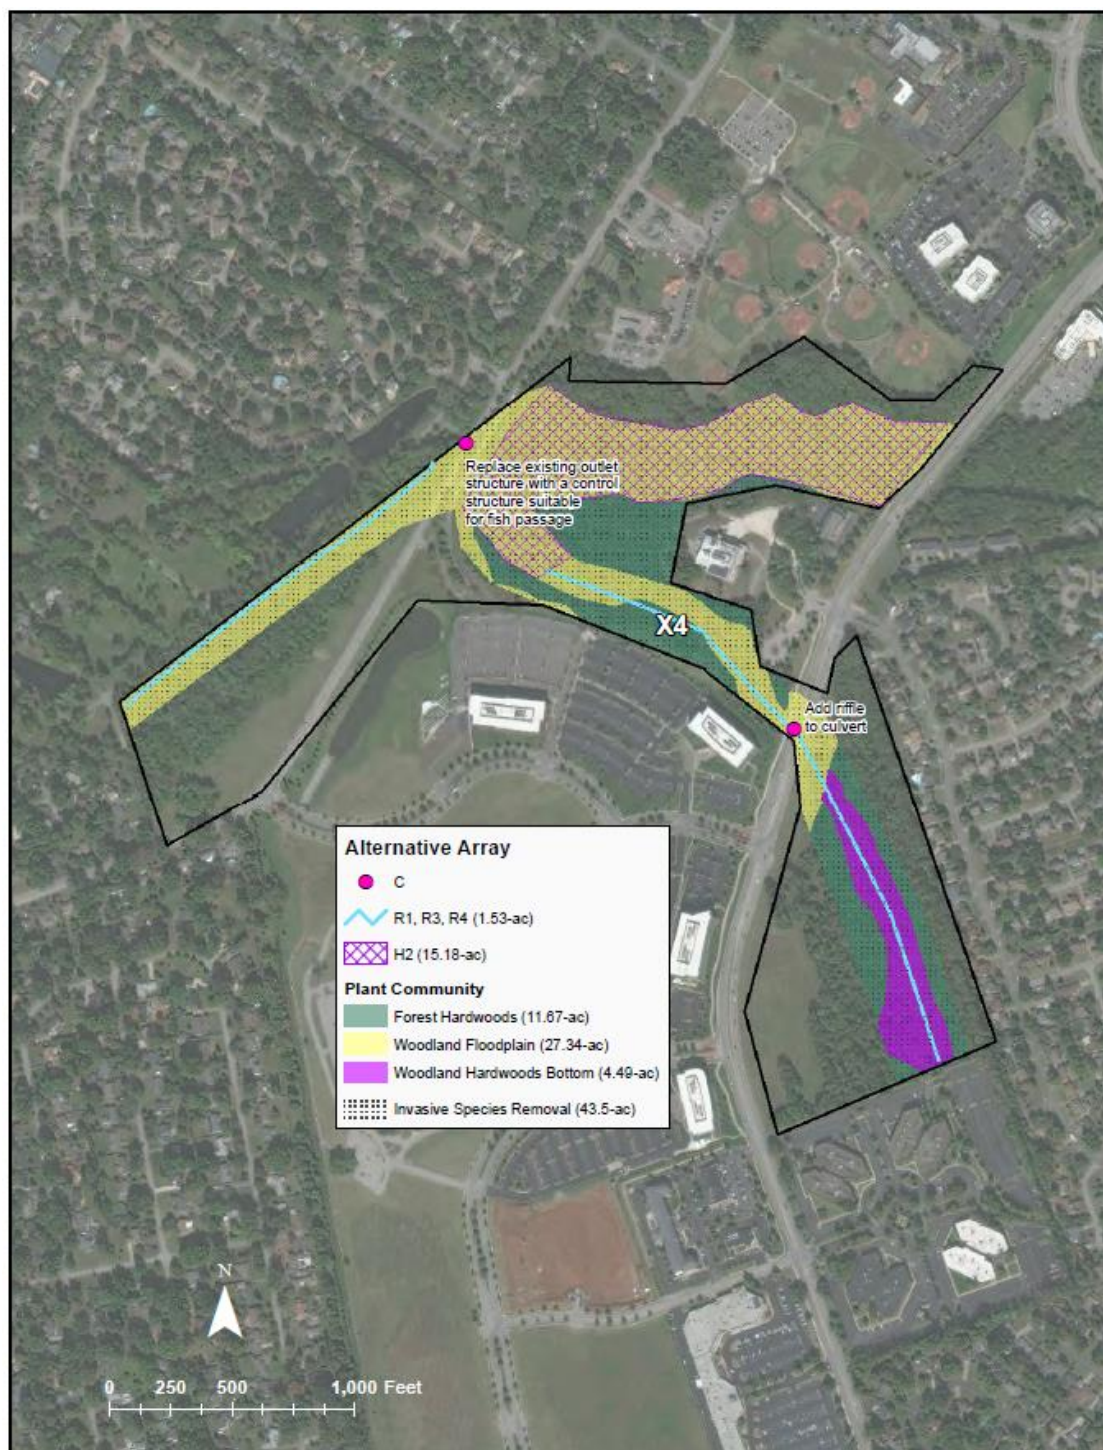 Replace existing outlet
structure with a control
structure suitable
for fish passage
X4
Add riffle
to culvert
Alternative Array
C
R1, R3, R4 (1.53-ac)
H2 (15.18-ac)
Plant Community
Forest Hardwoods (11.67-ac)
Woodland Floodplain (27.34-ac)
Woodland Hardwoods Bottom (4.49-ac)
Invasive Species Removal (43.5-ac)
N
0 250 500 1,000 Feet